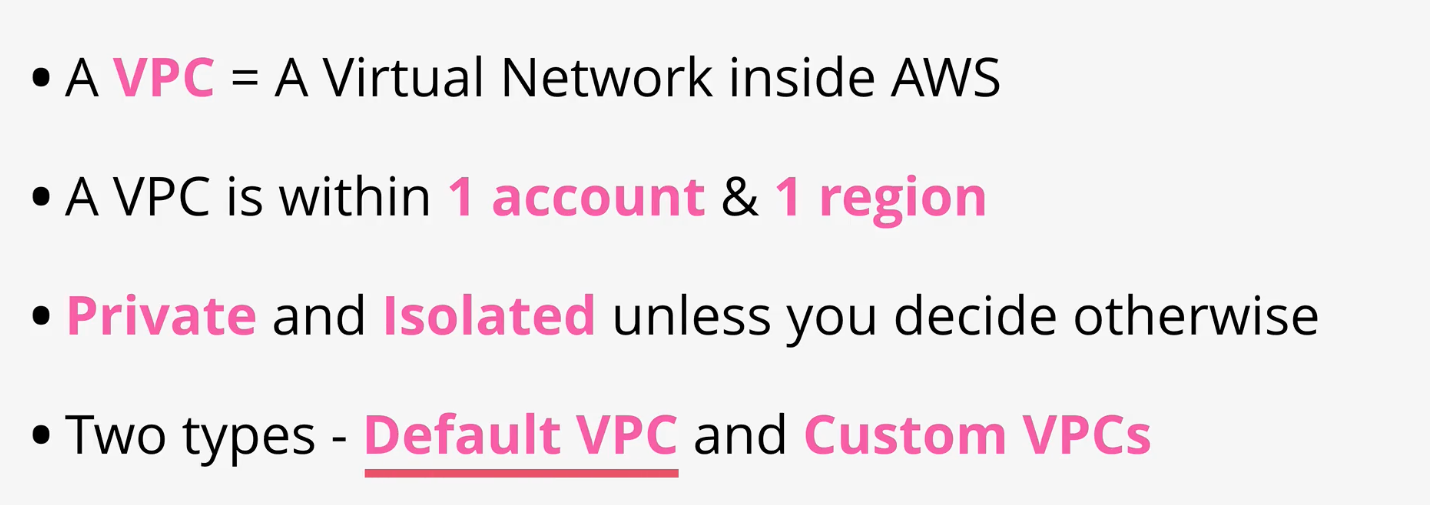 • A VPC = A Virtual Network inside AWS
• A VPC is within 1 account & 1 region
• Private and Isolated unless you decide otherwise
• Two types - Default VPC and Custom VPCs